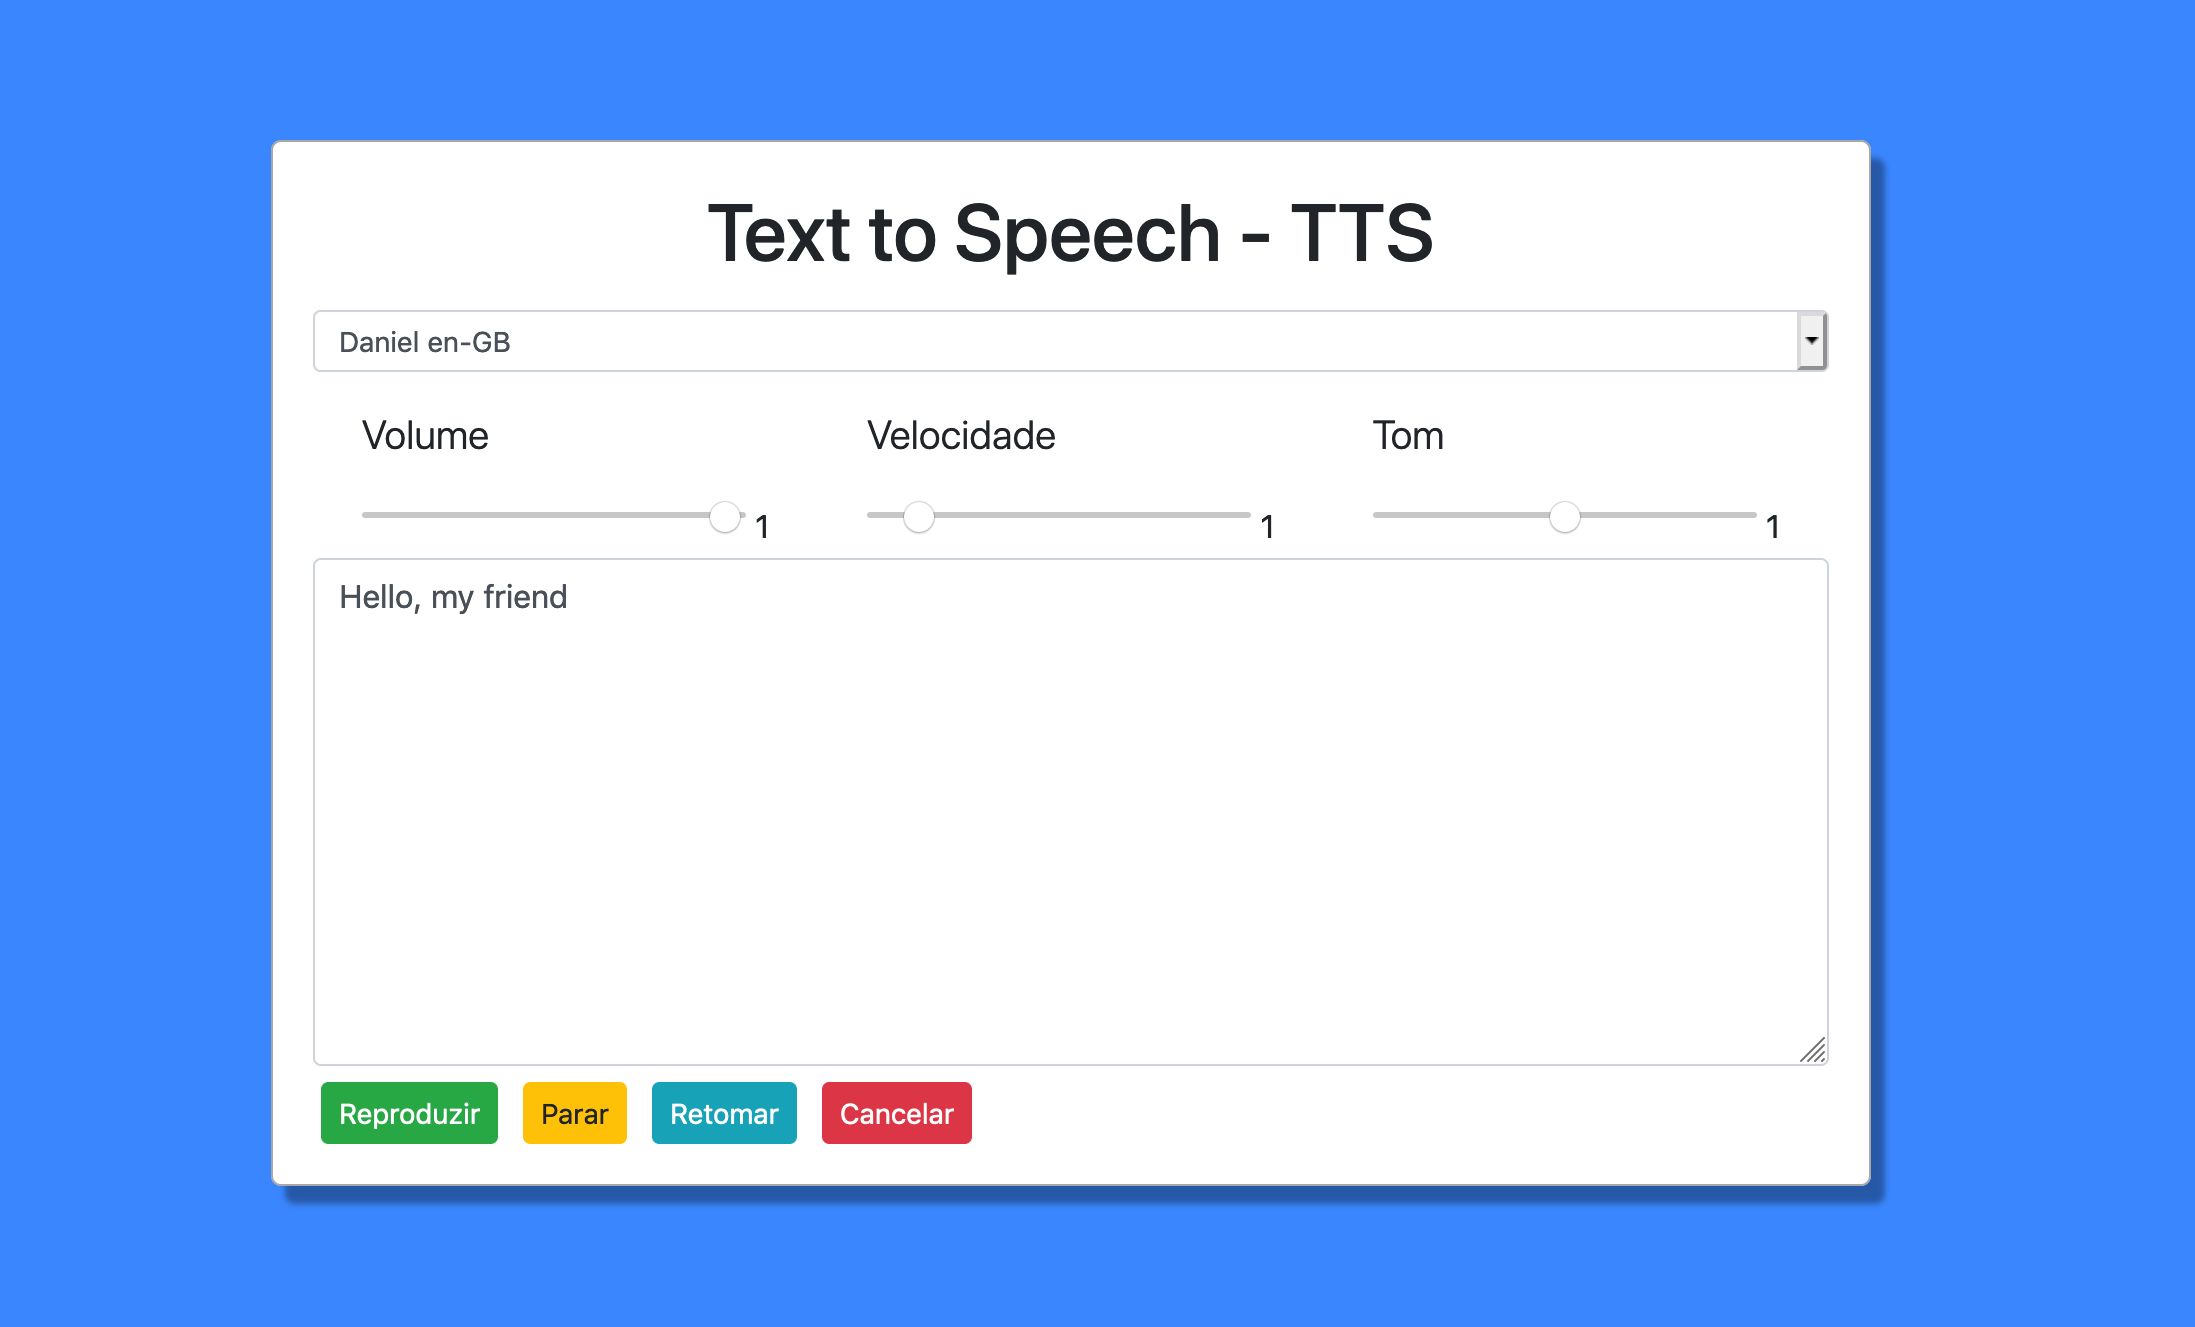 Text to Speech - TTS
Daniel en-GB
Volume Velocidade Tom
1 1 1
Hello, my friend
Reproduzir Parar Retomar Cancelar